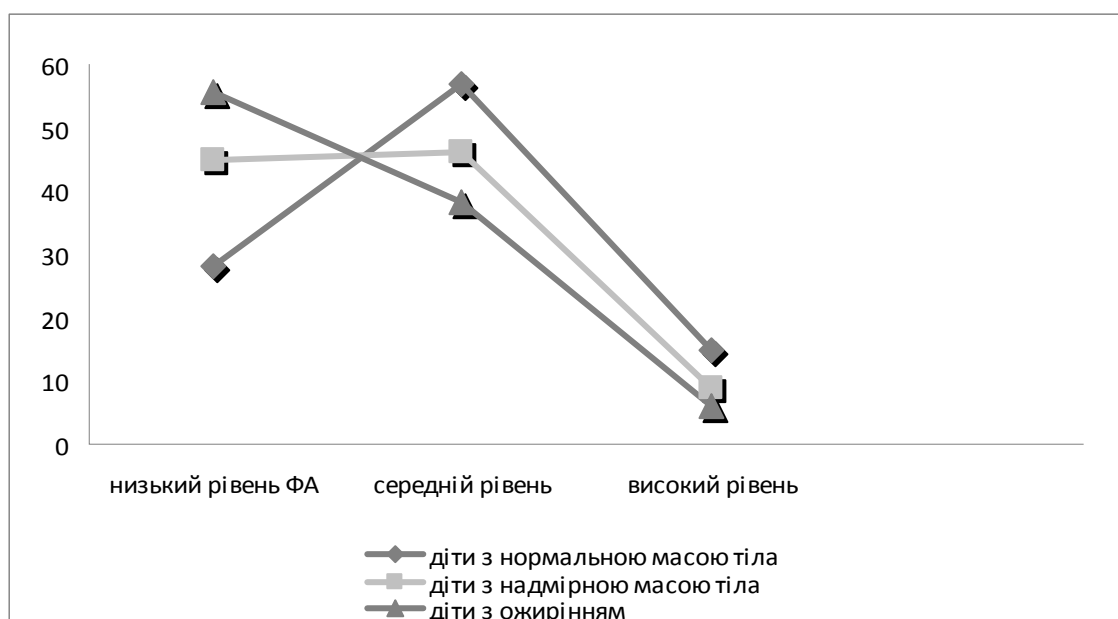 60
50
40
30
20
10
0
низький рівень ФА середній рівень високий рівень
діти з нормальною масою тіла
діти з надмірною масою тіла
діти з ожирінням